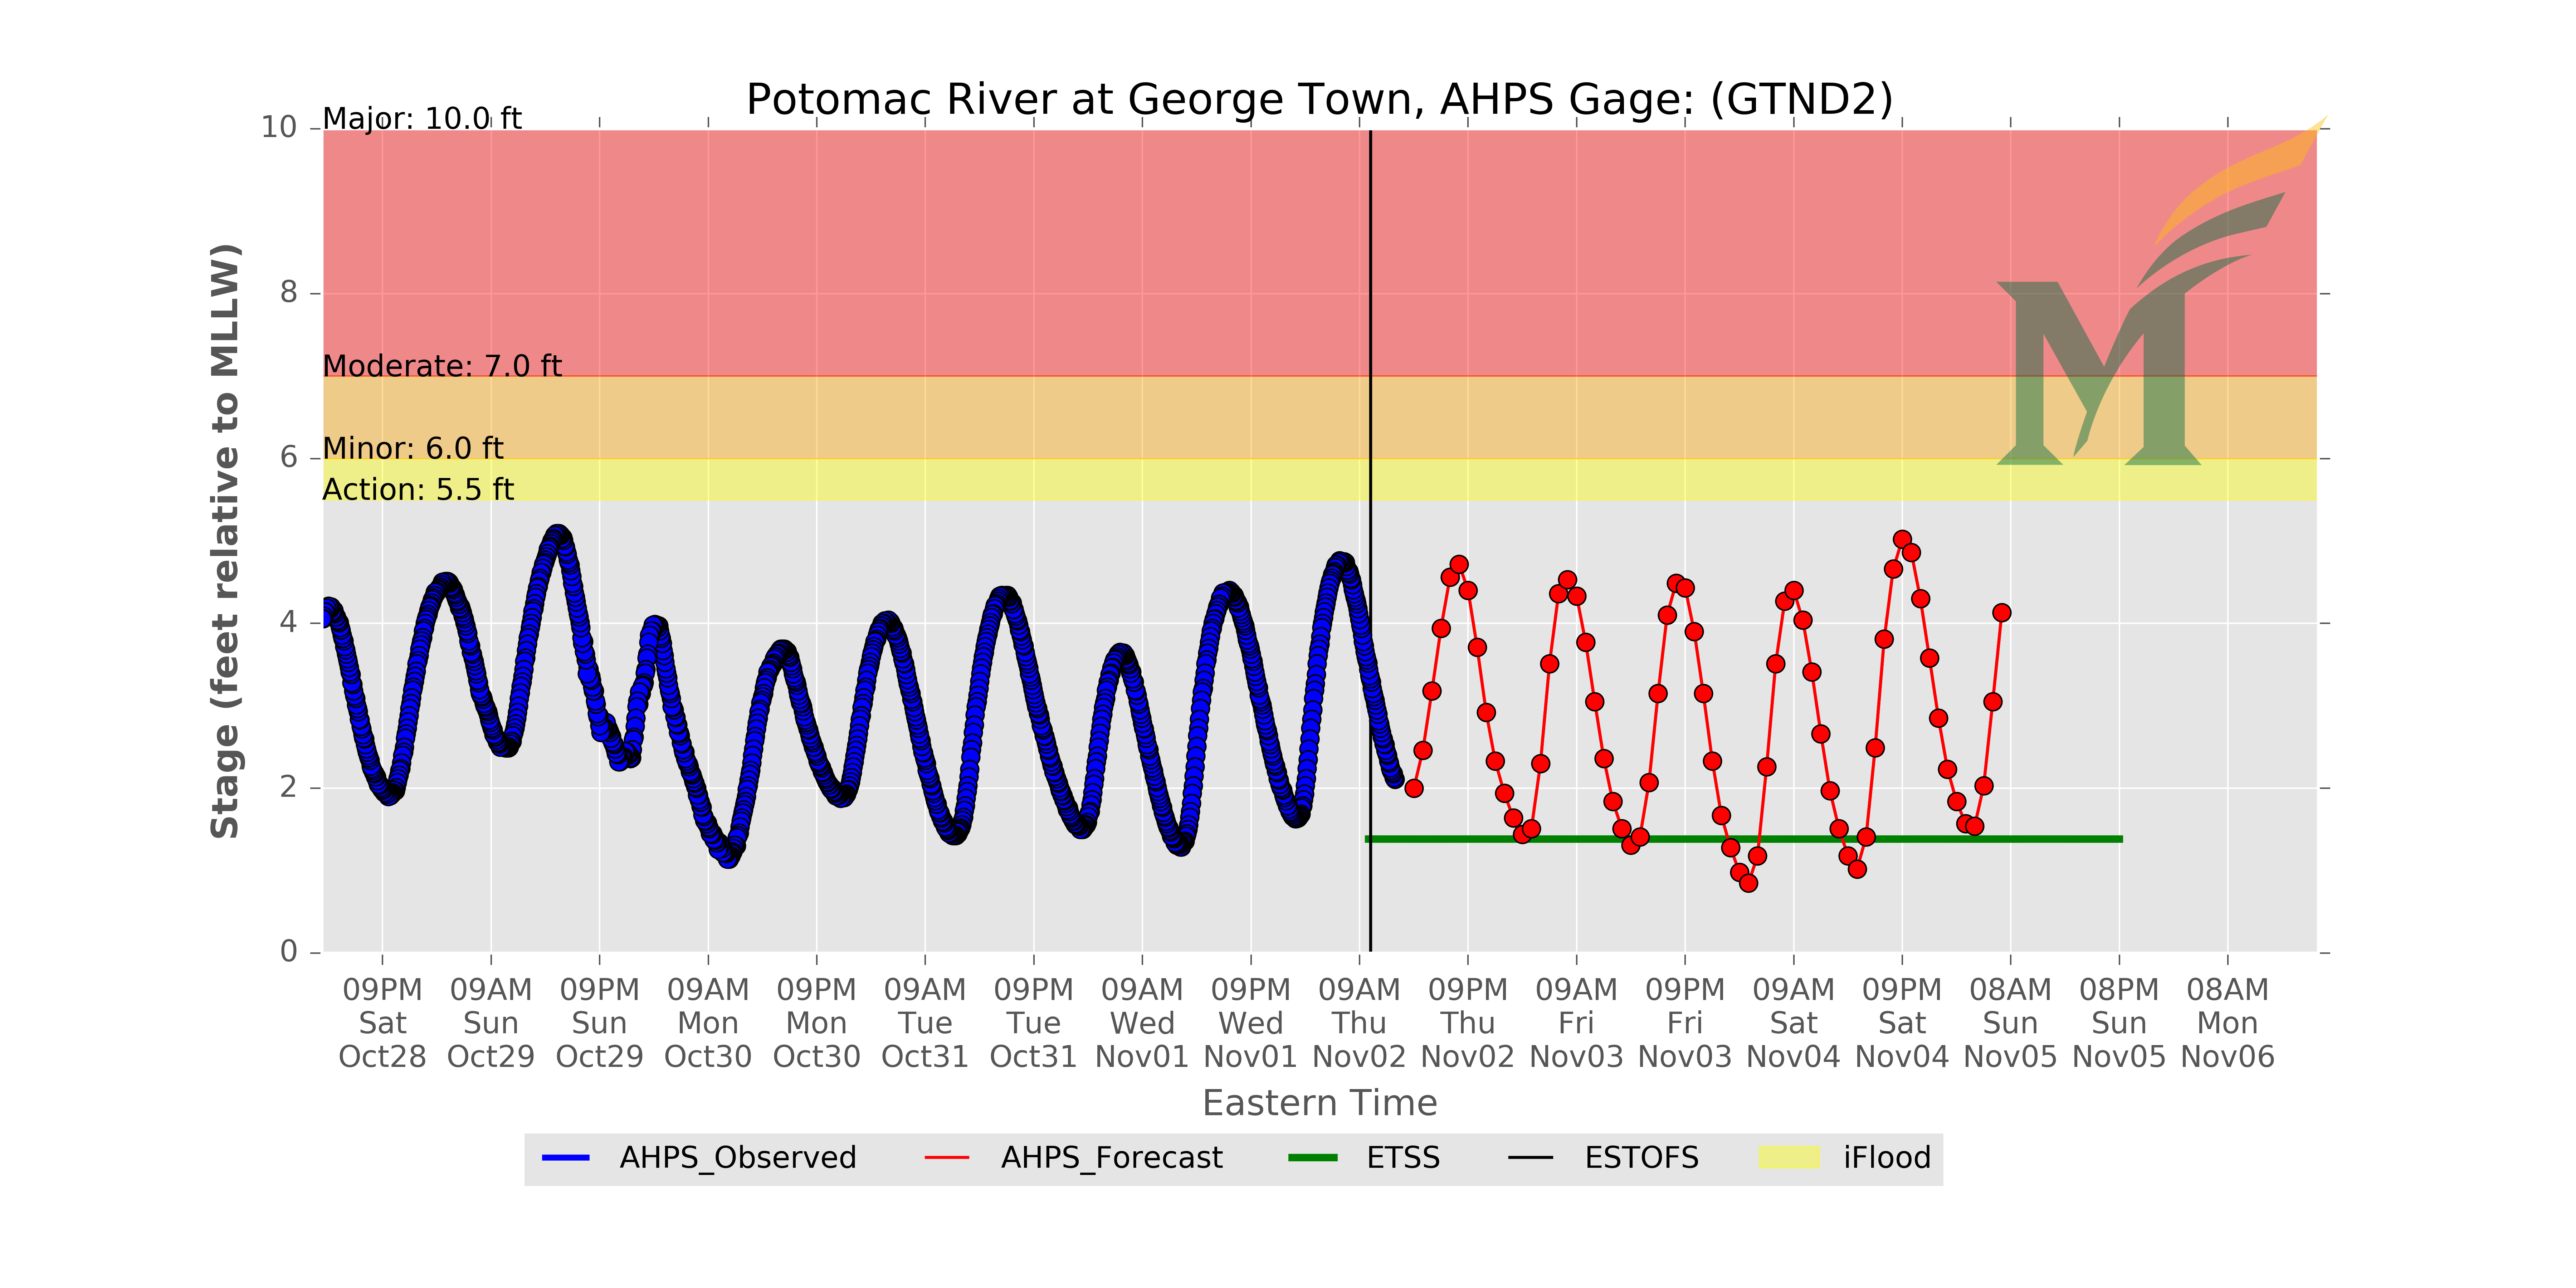 Potomac River at George Town, AHPS Gage: (GTND2)
Major: 10.0 ft
Moderate: 7.0 ft
Minor: 6.0 ft
Action: 5.5 ft
Stage (feet relative to MLLW)
10
8
6
4
2
0
09PM Sat Oct28
09AM Sun Oct29
09PM Sun Oct29
09AM Mon Oct30
09PM Mon Oct30
09AM Tue Oct31
09PM Tue Oct31
09AM Wed Nov01
09PM Wed Nov01
09AM Thu Nov02
09PM Thu Nov02
09AM Fri Nov03
09PM Fri Nov03
09AM Sat Nov04
09PM Sat Nov04
08AM Sun Nov05
08PM Sun Nov05
08AM Mon Nov06
Eastern Time
AHPS_Observed
AHPS_Forecast
ETSS
ESTOFS
iFlood
M